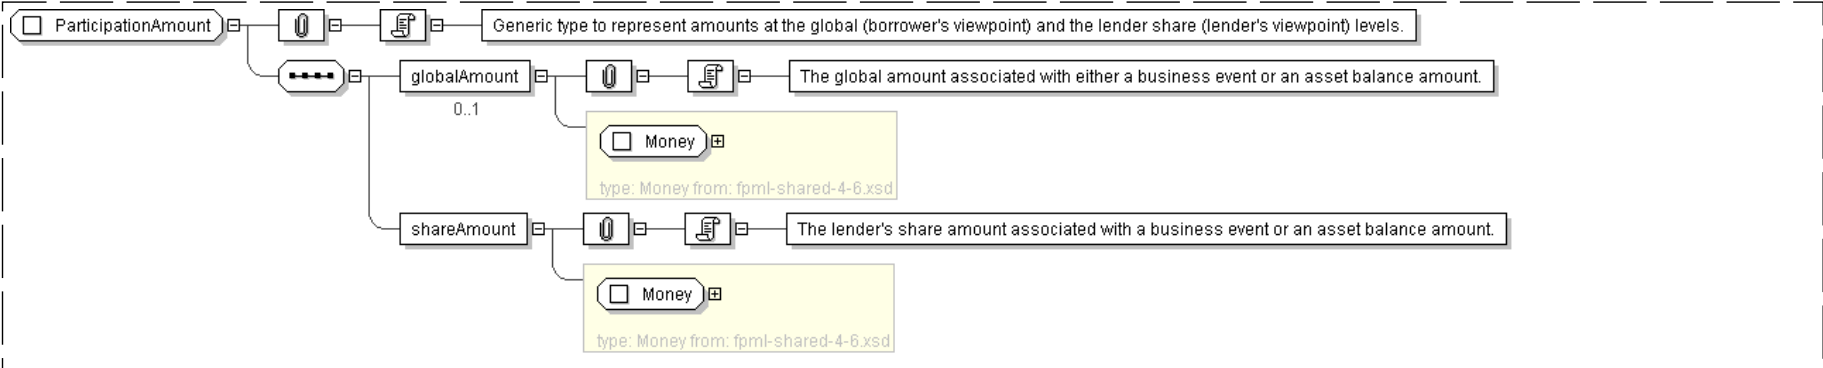 ParticipationAmount
Generic type to represent amounts at the global (borrower's viewpoint) and the lender share (lender's viewpoint) levels.
globalAmount
The global amount associated with either a business event or an asset balance amount.
0..1
Money
type: Money from: fpml-shared-4-6.xsd
shareAmount
The lender's share amount associated with a business event or an asset balance amount.
Money
type: Money from: fpml-shared-4-6.xsd